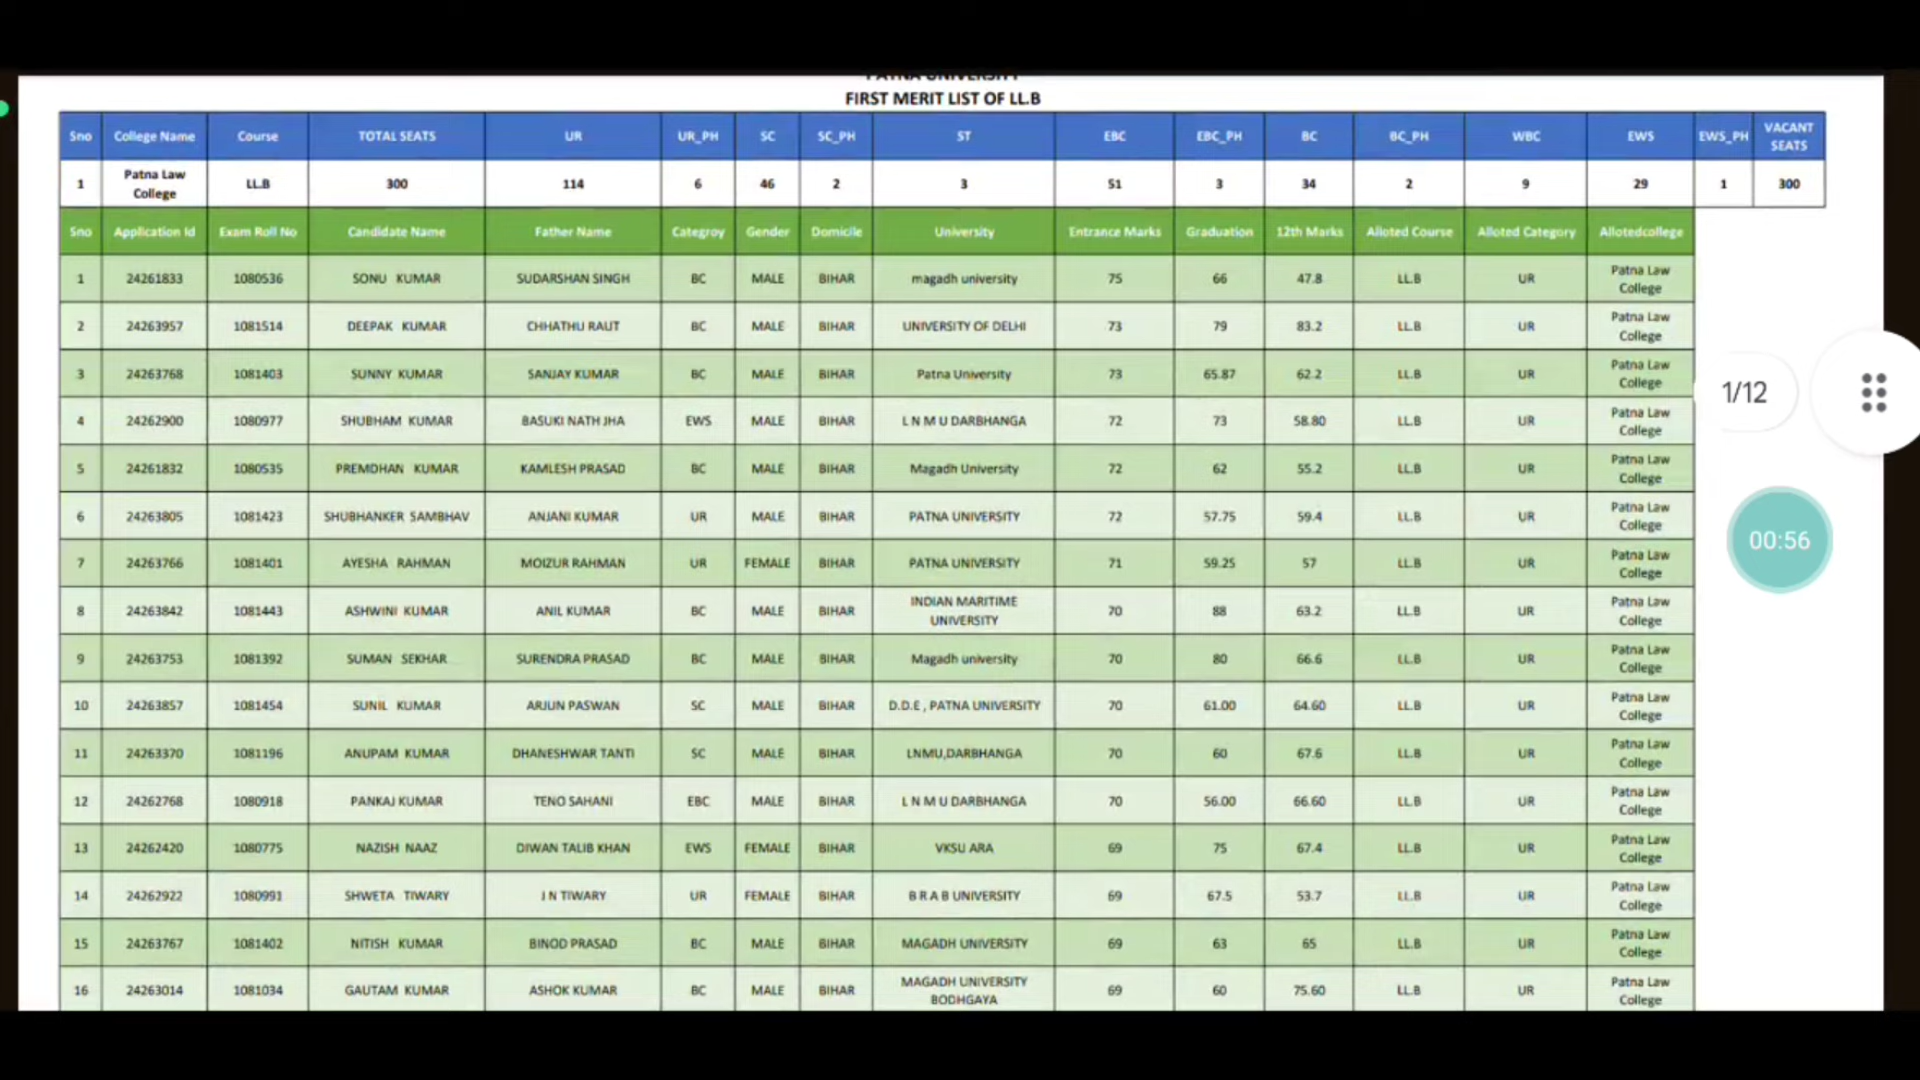 PATNA UNIVERSITY
FIRST MERIT LIST OF LL.B
Sno College Name Course TOTAL SEATS UR UR_PH SC SC_PH ST EBC EBC_PH BC BC_PH WBC EWS EWS_PH VACANT SEATS
1 Patna Law College LL.B 300 114 6 46 2 3 51 3 34 2 9 29 1 300
Sno Application Id Exam Roll No Candidate Name Father Name Categroy Gender Domicile University Entrance Marks Graduation 12th Marks Alloted Course Alloted Category Allotedcollege
1 24261833 1080536 SONU KUMAR SUDARSHAN SINGH BC MALE BIHAR magadh university 75 66 47.8 LL.B UR Patna Law College
2 24263957 1081514 DEEPAK KUMAR CHHATHU RAUT BC MALE BIHAR UNIVERSITY OF DELHI 73 79 83.2 LL.B UR Patna Law College
3 24263768 1081403 SUNNY KUMAR SANJAY KUMAR BC MALE BIHAR Patna University 73 65.87 62.2 LL.B UR Patna Law College
4 24262900 1080977 SHUBHAM KUMAR BASUKI NATH JHA EWS MALE BIHAR L N M U DARBHANGA 72 73 58.80 LL.B UR Patna Law College
5 24261832 1080535 PREMDHAN KUMAR KAMLESH PRASAD BC MALE BIHAR Magadh University 72 62 55.2 LL.B UR Patna Law College
6 24263805 1081423 SHUBHANKER SAMBHAV ANJANI KUMAR UR MALE BIHAR PATNA UNIVERSITY 72 57.75 59.4 LL.B UR Patna Law College
7 24263766 1081401 AYESHA RAHMAN MOIZUR RAHMAN UR FEMALE BIHAR PATNA UNIVERSITY 71 59.25 57 LL.B UR Patna Law College
8 24263842 1081443 ASHWINI KUMAR ANIL KUMAR BC MALE BIHAR INDIAN MARITIME UNIVERSITY 70 88 63.2 LL.B UR Patna Law College
9 24263753 1081392 SUMAN SEKHAR SURENDRA PRASAD BC MALE BIHAR Magadh university 70 80 66.6 LL.B UR Patna Law College
10 24263857 1081454 SUNIL KUMAR ARJUN PASWAN SC MALE BIHAR D.D.E , PATNA UNIVERSITY 70 61.00 64.60 LL.B UR Patna Law College
11 24263370 1081196 ANUPAM KUMAR DHANESHWAR TANTI SC MALE BIHAR LNMU,DARBHANGA 70 60 67.6 LL.B UR Patna Law College
12 24262768 1080918 PANKAJ KUMAR TENO SAHANI EBC MALE BIHAR L N M U DARBHANGA 70 56.00 66.60 LL.B UR Patna Law College
13 24262420 1080775 NAZISH NAAZ DIWAN TALIB KHAN EWS FEMALE BIHAR VKSU ARA 69 75 67.4 LL.B UR Patna Law College
14 24262922 1080991 SHWETA TIWARY J N TIWARY UR FEMALE BIHAR B R A B UNIVERSITY 69 67.5 53.7 LL.B UR Patna Law College
15 24263767 1081402 NITISH KUMAR BINOD PRASAD BC MALE BIHAR MAGADH UNIVERSITY 69 63 65 LL.B UR Patna Law College
16 24263014 1081034 GAUTAM KUMAR ASHOK KUMAR BC MALE BIHAR MAGADH UNIVERSITY BODHGAYA 69 60 75.60 LL.B UR Patna Law College
1/12
00:56